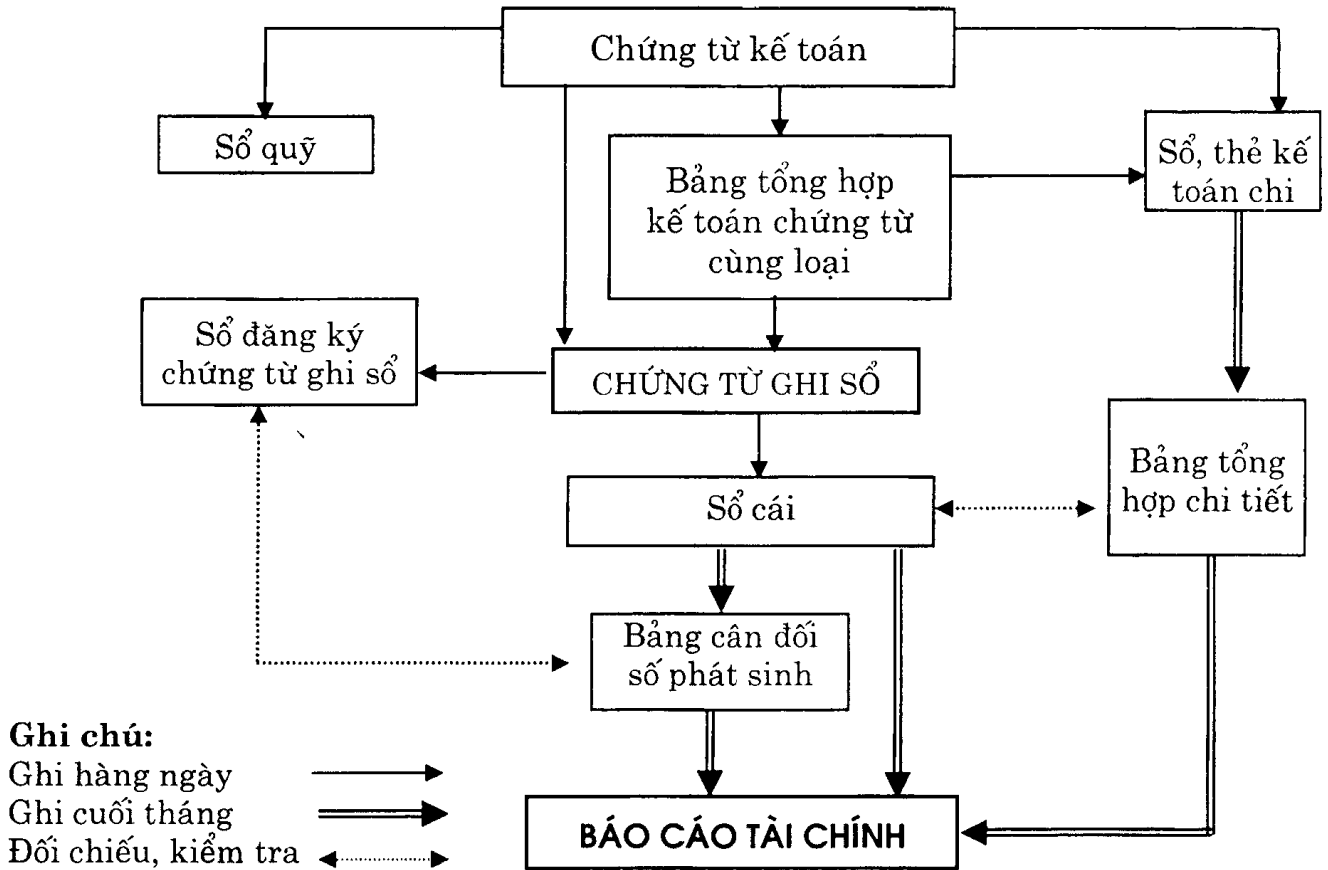 Chứng từ kế toán
Sổ quỹ
Bảng tổng hợp
kế toán chứng từ
cùng loại
Sổ, thẻ kế
toán chi
Sổ đăng ký
chứng từ ghi sổ
CHỨNG TỪ GHI SỔ
Sổ cái
Bảng tổng
hợp chi tiết
Bảng cân đối
số phát sinh
Ghi chú:
Ghi hàng ngày
Ghi cuối tháng
Đối chiếu, kiểm tra
BÁO CÁO TÀI CHÍNH